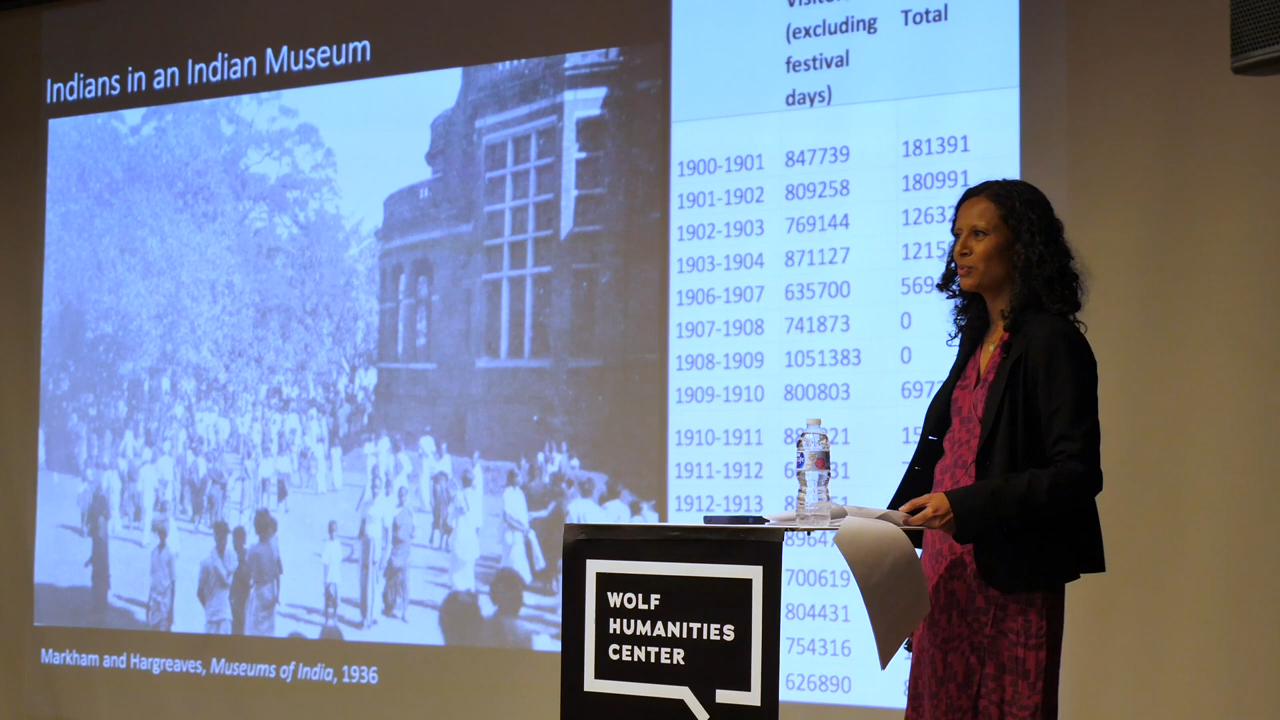 Indians in an Indian Museum
(excluding
festival
days)
Total
1900-1901 847739 181391
1901-1902 809258 180991
1902-1903 769144
1903-1904 871127
1906-1907 635700
1907-1908 741873 0
1908-1909 1051383 0
1909-1910 800803
1910-1911
1911-1912
1912-1913
700619
804431
754316
626890
Markham and Hargreaves, Museums of India, 1936
WOLF
HUMANITIES
CENTER